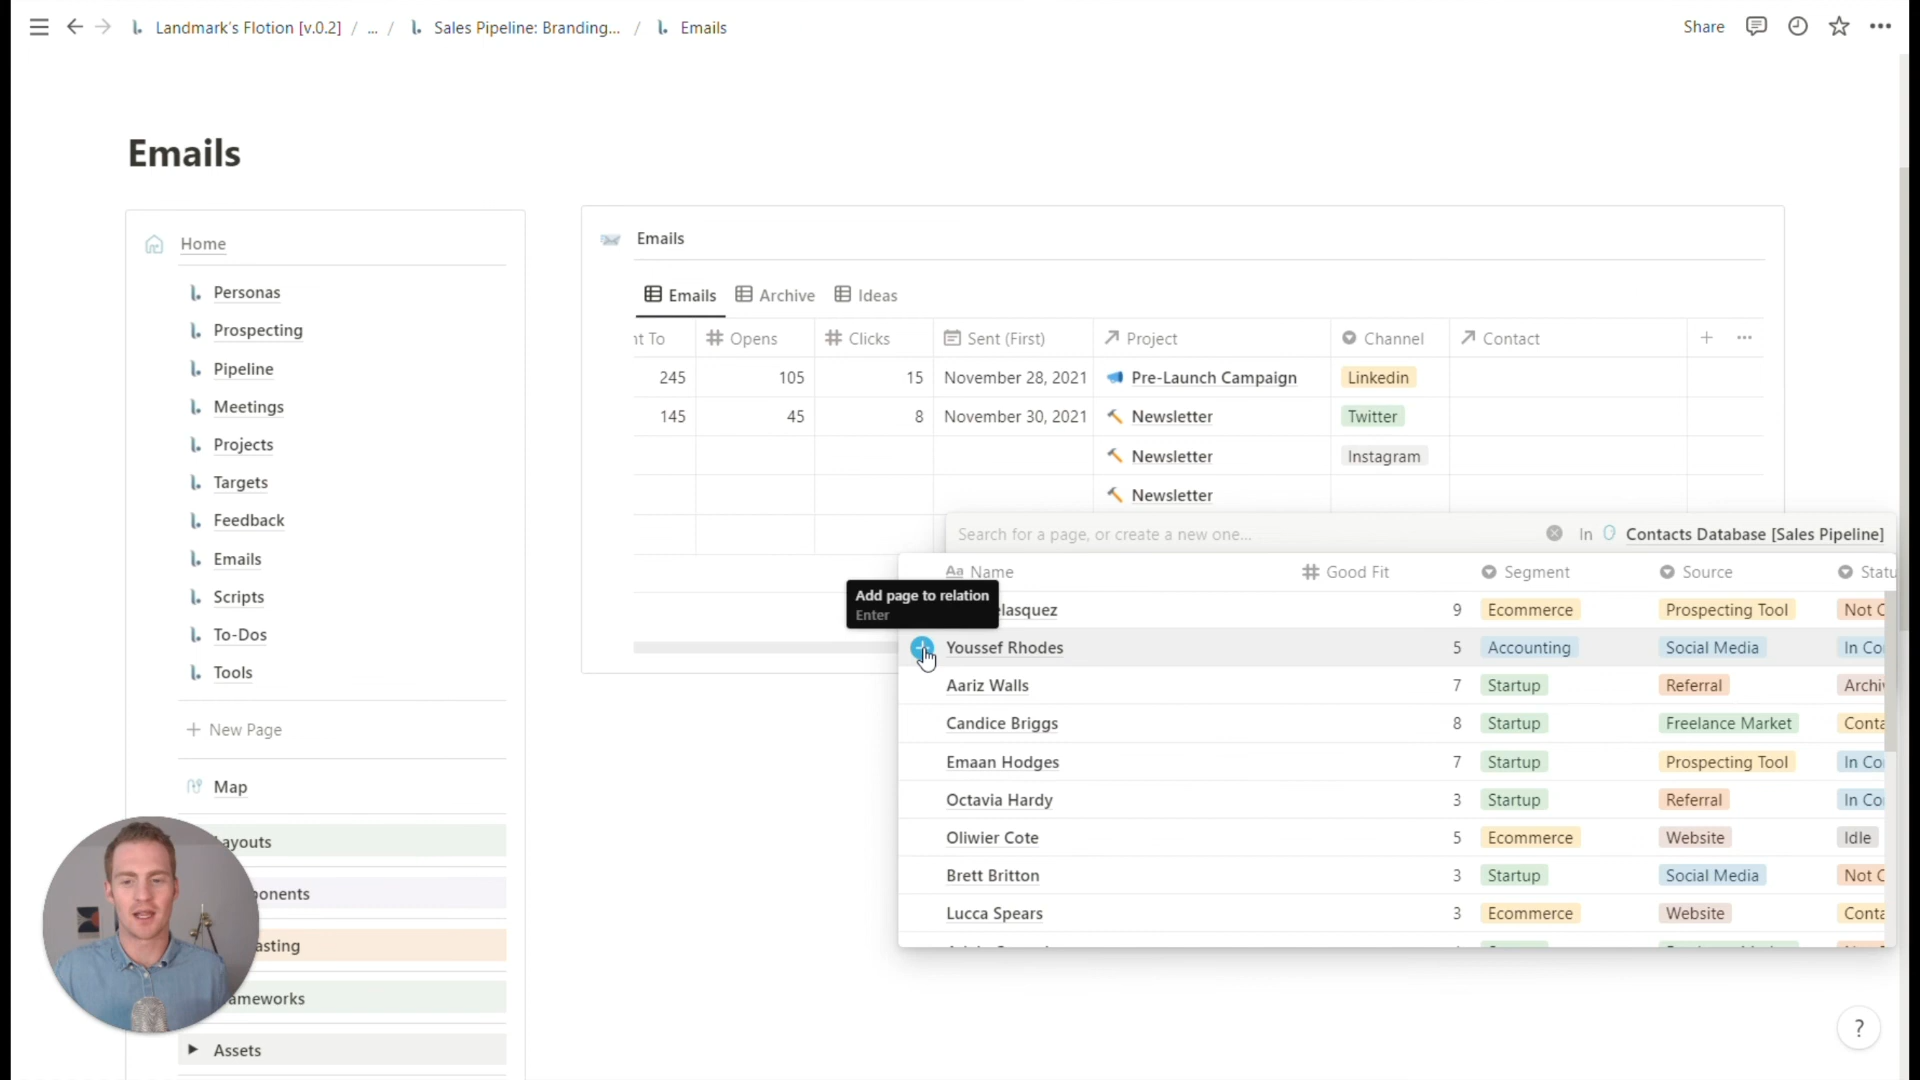 Landmark's Flotion [v.0.2] / ... / Sales Pipeline: Branding... / Emails
Share
Emails
Home
Personas
Prospecting
Pipeline
Meetings
Projects
Targets
Feedback
Emails
Scripts
To-Dos
Tools
New Page
Map
ayouts
ponents
asting
ameworks
Assets
Emails
Emails Archive Ideas
nt To Opens Clicks Sent (First) Project Channel Contact
245 105 15 November 28, 2021 Pre-Launch Campaign Linkedin
145 45 8 November 30, 2021 Newsletter Twitter
Newsletter Instagram
Newsletter
Search for a page, or create a new one... In Contacts Database [Sales Pipeline]
Aa Name Good Fit Segment Source Statu
Add page to relation
Enter
elasquez 9 Ecommerce Prospecting Tool Not C
Youssef Rhodes 5 Accounting Social Media In Co
Aariz Walls 7 Startup Referral Archi
Candice Briggs 8 Startup Freelance Market Conta
Emaan Hodges 7 Startup Prospecting Tool In Co
Octavia Hardy 3 Startup Referral In Co
Oliwier Cote 5 Ecommerce Website Idle
Brett Britton 3 Startup Social Media Not C
Lucca Spears 3 Ecommerce Website Conta
?